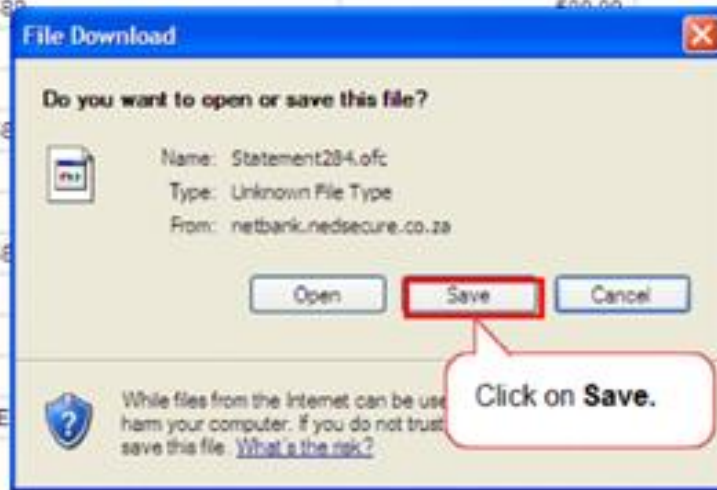 File Download
Do you want to open or save this file?
Name: Statement284.ofc
Type: Unknown File Type
From: netbank.nedsecure.co.za
Open Save Cancel
Click on Save.
While files from the Internet can be
harm your computer. If you do not trust
save this file. What's the risk?